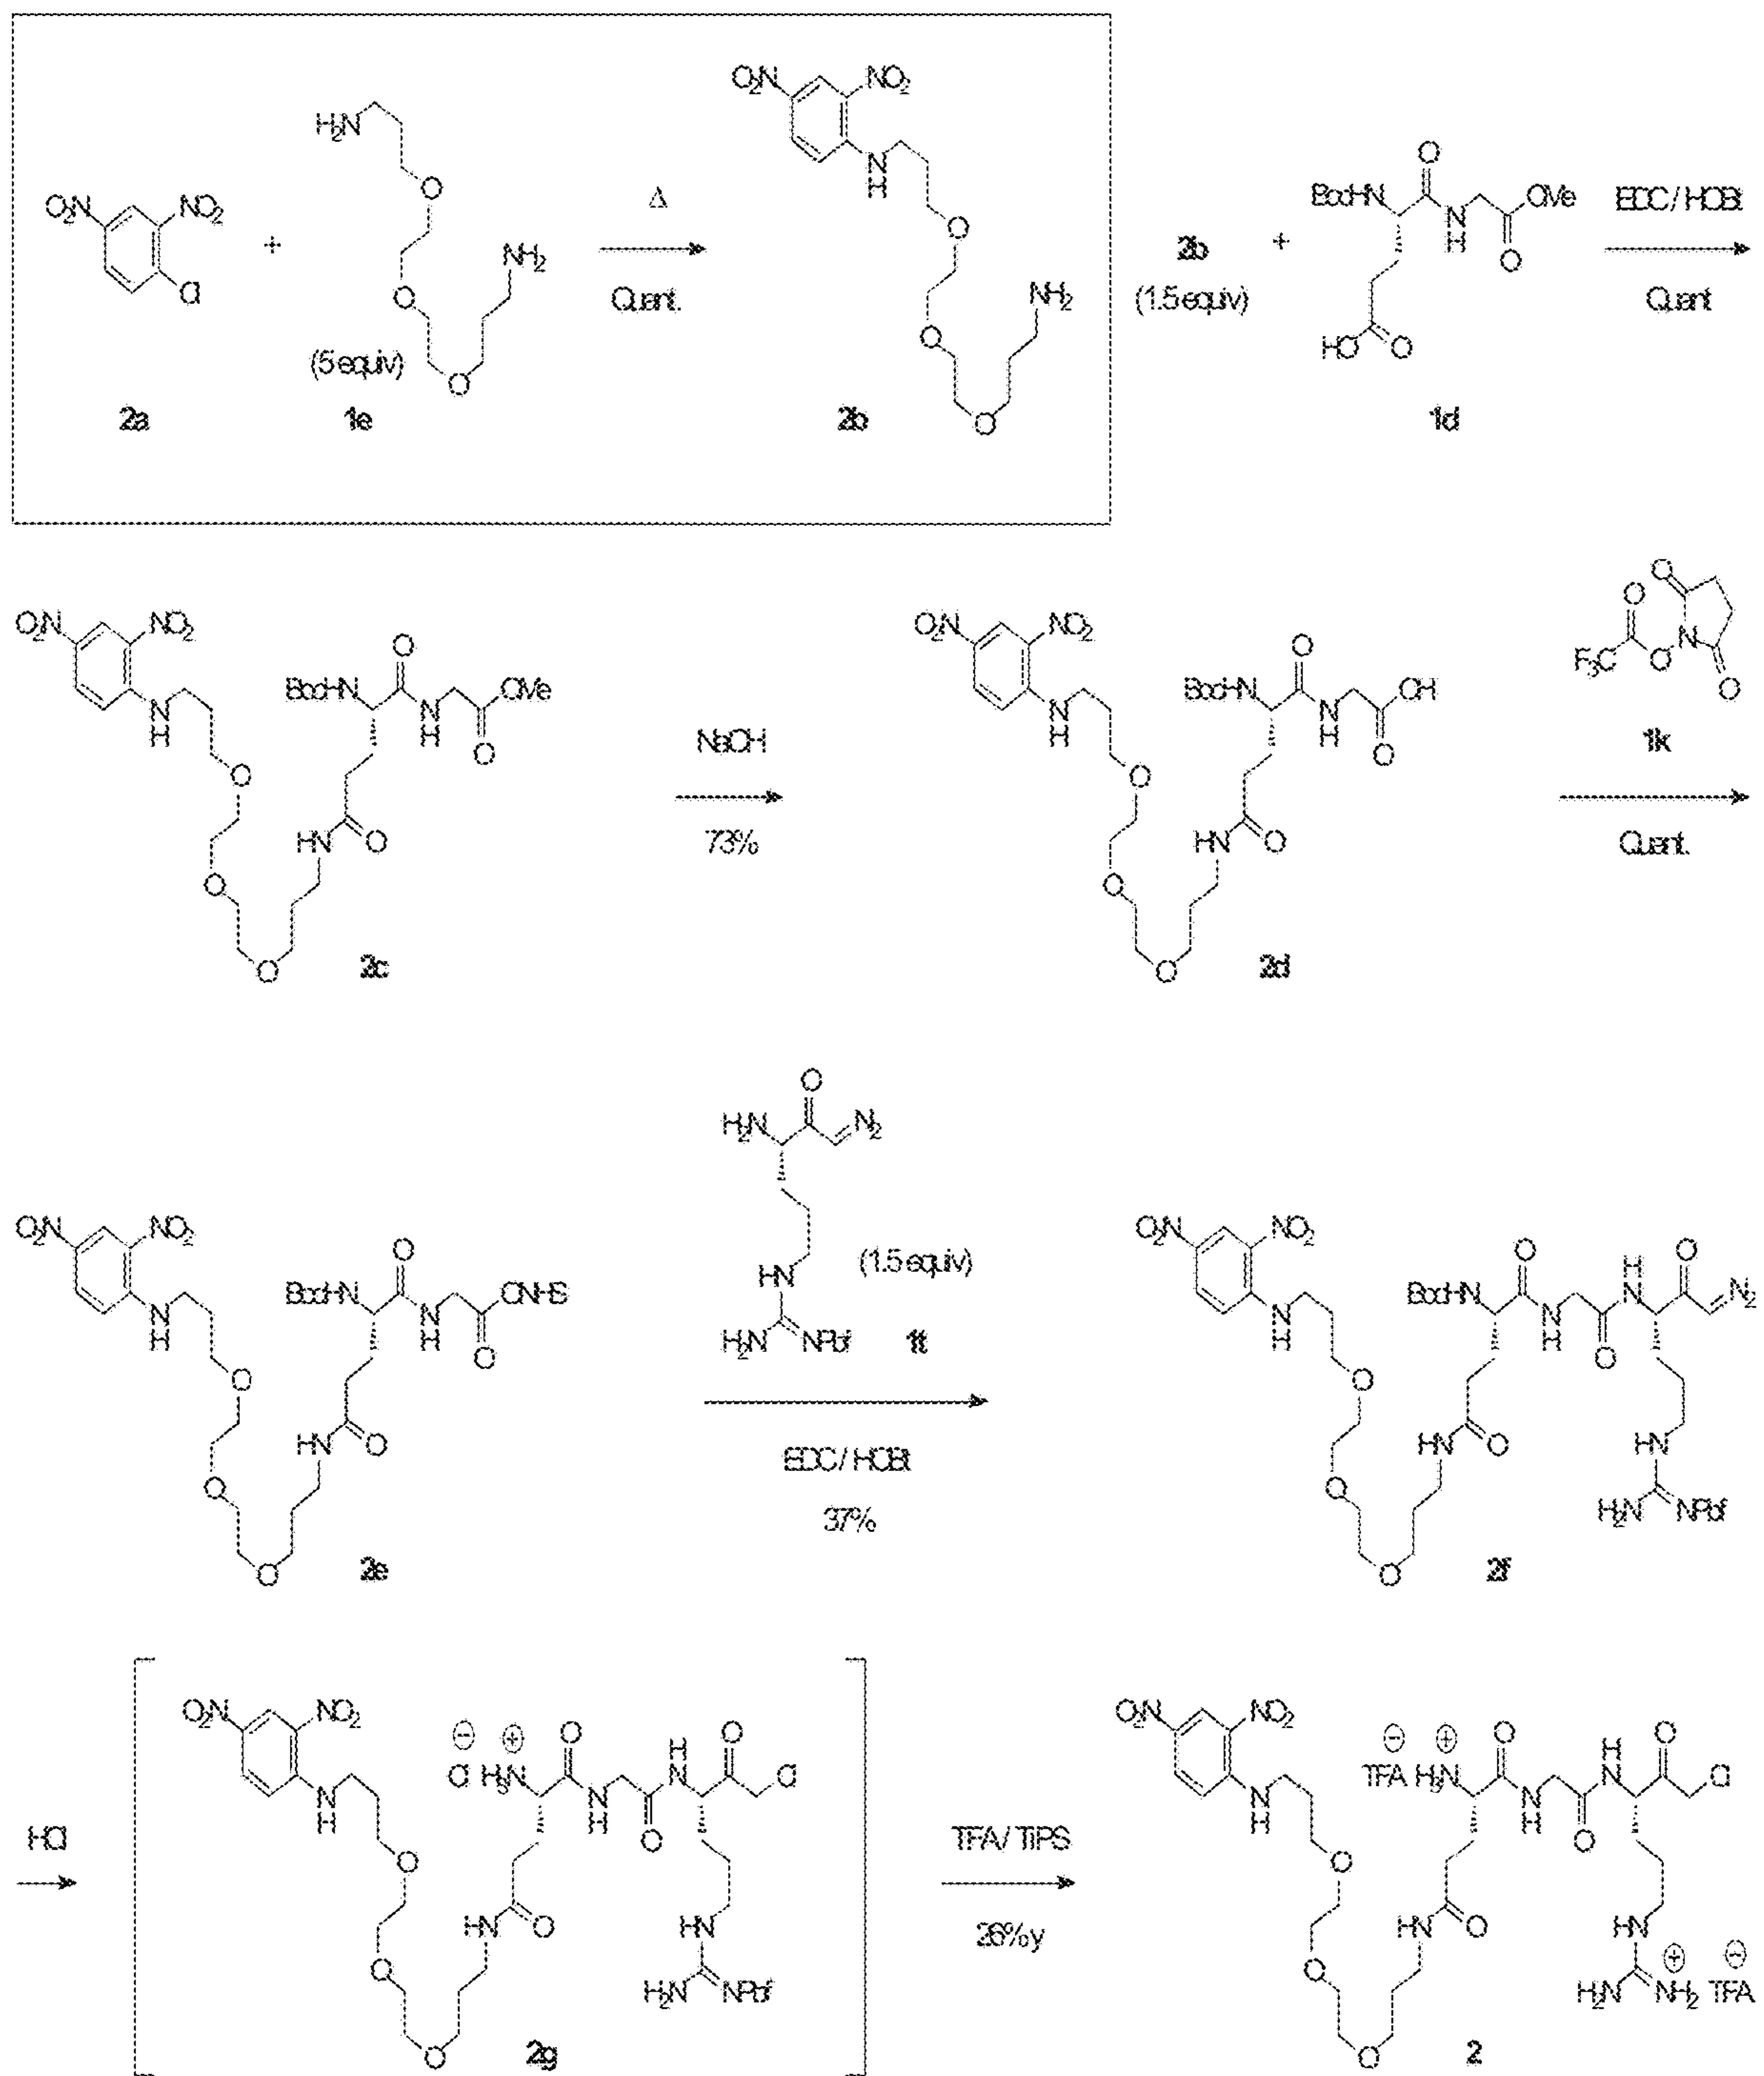 O₂N NO₂ Cl
+
H₂N O O O NH₂
(5 equiv)
Δ
Quant.
O₂N NO₂ N H O O O NH₂
2a 1e 2b
2b
(1.5 equiv)
+
BocHN O N H OMe O HO O
1d
EDC / HOBt
Quant
O₂N NO₂ N H O O O HN O BocHN O N H OMe O
2c
NaOH
73%
O₂N NO₂ N H O O O HN O BocHN O N H OH O
2d
O O F₃C O N O
1k
Quant.
O₂N NO₂ N H O O O HN O BocHN O N H ONHS O
2e
H₂N O N₂ HN H₂N NPbf
(1.5 equiv)
1t
EDC / HOBt
37%
O₂N NO₂ N H O O O HN O BocHN O N H O H N O N₂ HN H₂N NPbf
2f
HCl
O₂N NO₂ N H O O O HN O ⊖ Cl ⊕ H₃N O N H O H N O Cl HN H₂N NPbf
2g
TFA / TIPS
26% y
O₂N NO₂ N H O O O HN O ⊖ TFA ⊕ H₃N O N H O H N O Cl HN H₂N ⊕ NH₂ ⊖ TFA
2